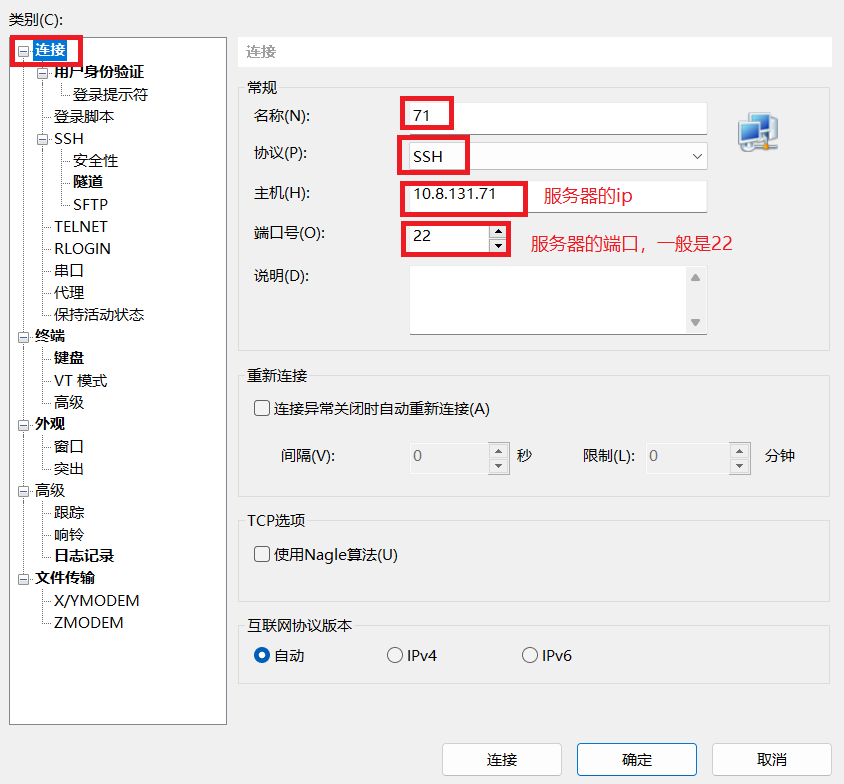 类别(C):
连接
用户身份验证
登录提示符
登录脚本
SSH
安全性
隧道
SFTP
TELNET
RLOGIN
串口
代理
保持活动状态
终端
键盘
VT 模式
高级
外观
窗口
突出
高级
跟踪
响铃
日志记录
文件传输
X/YMODEM
ZMODEM
连接
常规
名称(N): 71
协议(P): SSH
主机(H): 10.8.131.71 服务器的ip
端口号(O): 22 服务器的端口，一般是22
说明(D):
重新连接
连接异常关闭时自动重新连接(A)
间隔(V): 0 秒 限制(L): 0 分钟
TCP选项
使用Nagle算法(U)
互联网协议版本
自动 IPv4 IPv6
连接 确定 取消